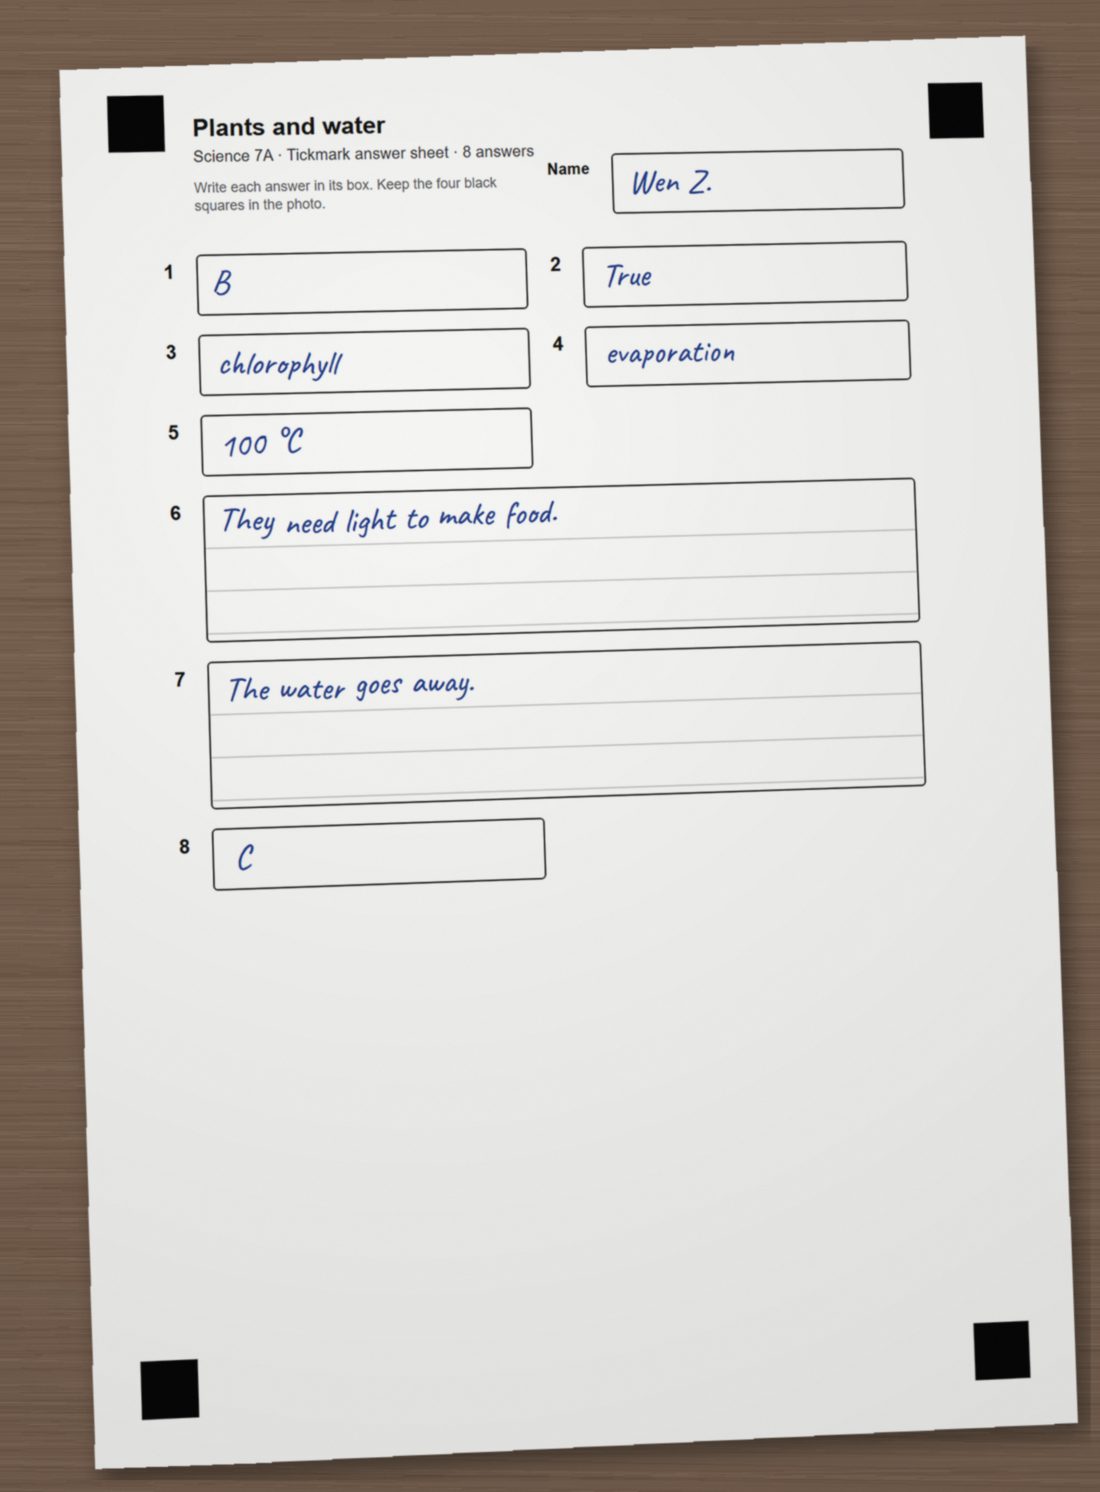 Plants and water
Science 7A · Tickmark answer sheet · 8 answers
Write each answer in its box. Keep the four black
squares in the photo.
Name Wen Z.
1 B
2 True
3 chlorophyll
4 evaporation
5 100 °C
6 They need light to make food.
7 The water goes away.
8 C